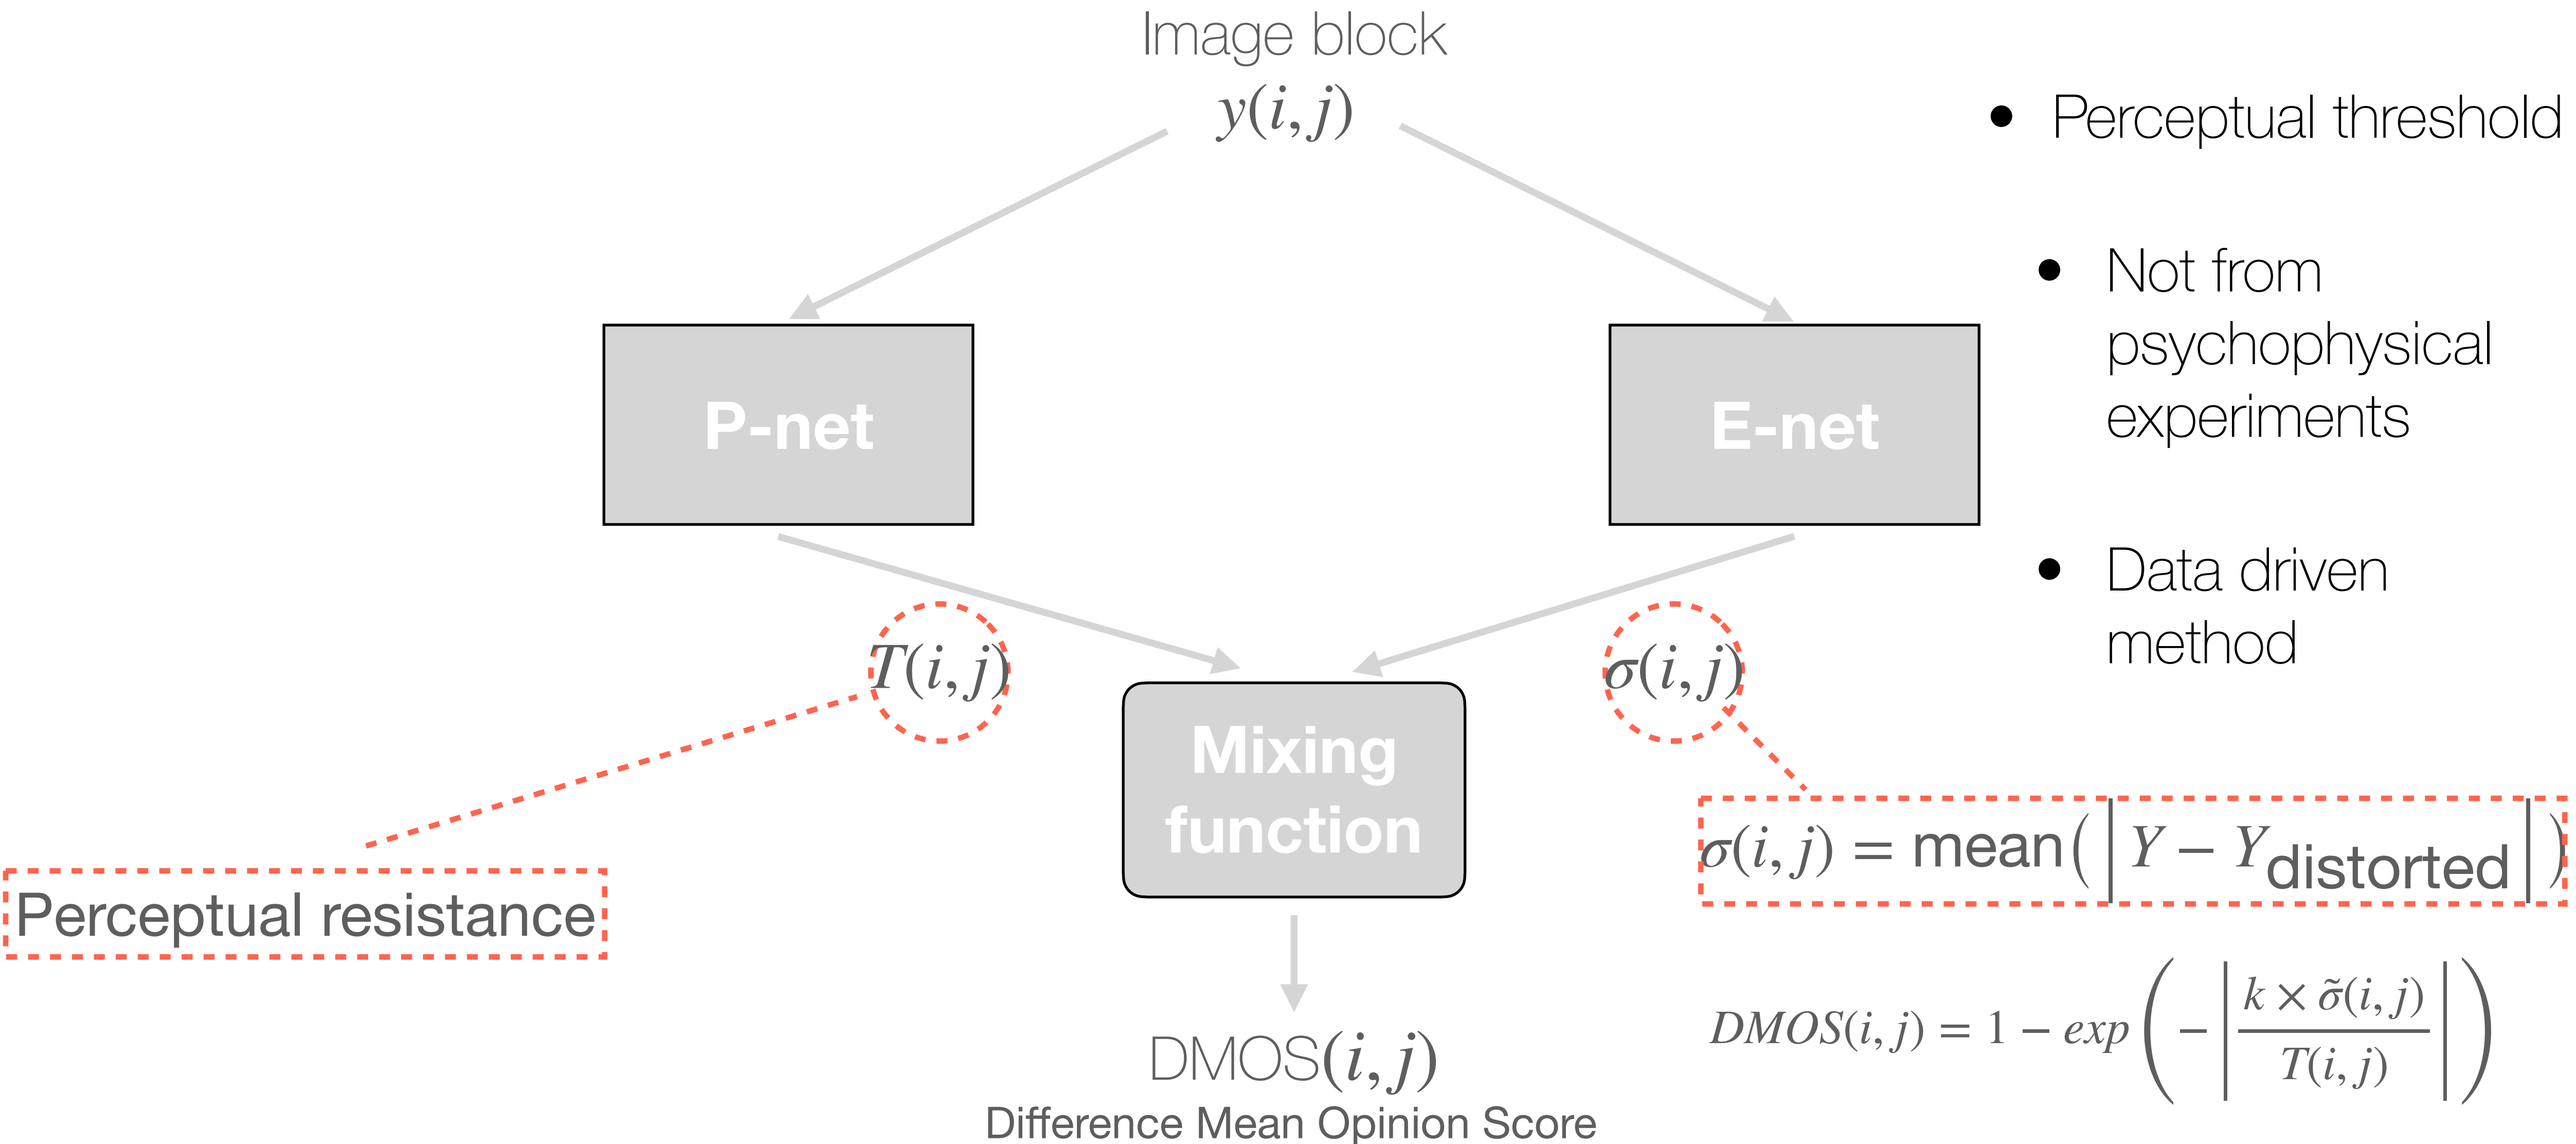 Image block
y(i, j)
• Perceptual threshold
• Not from
psychophysical
experiments
• Data driven
method
P-net
E-net
T(i, j)
σ(i, j)
Mixing
function
Perceptual resistance
σ(i, j) = mean(|Y − Y_distorted|)
DMOS(i, j) = 1 − exp(−|k × σ̃(i, j) / T(i, j)|)
DMOS(i, j)
Difference Mean Opinion Score